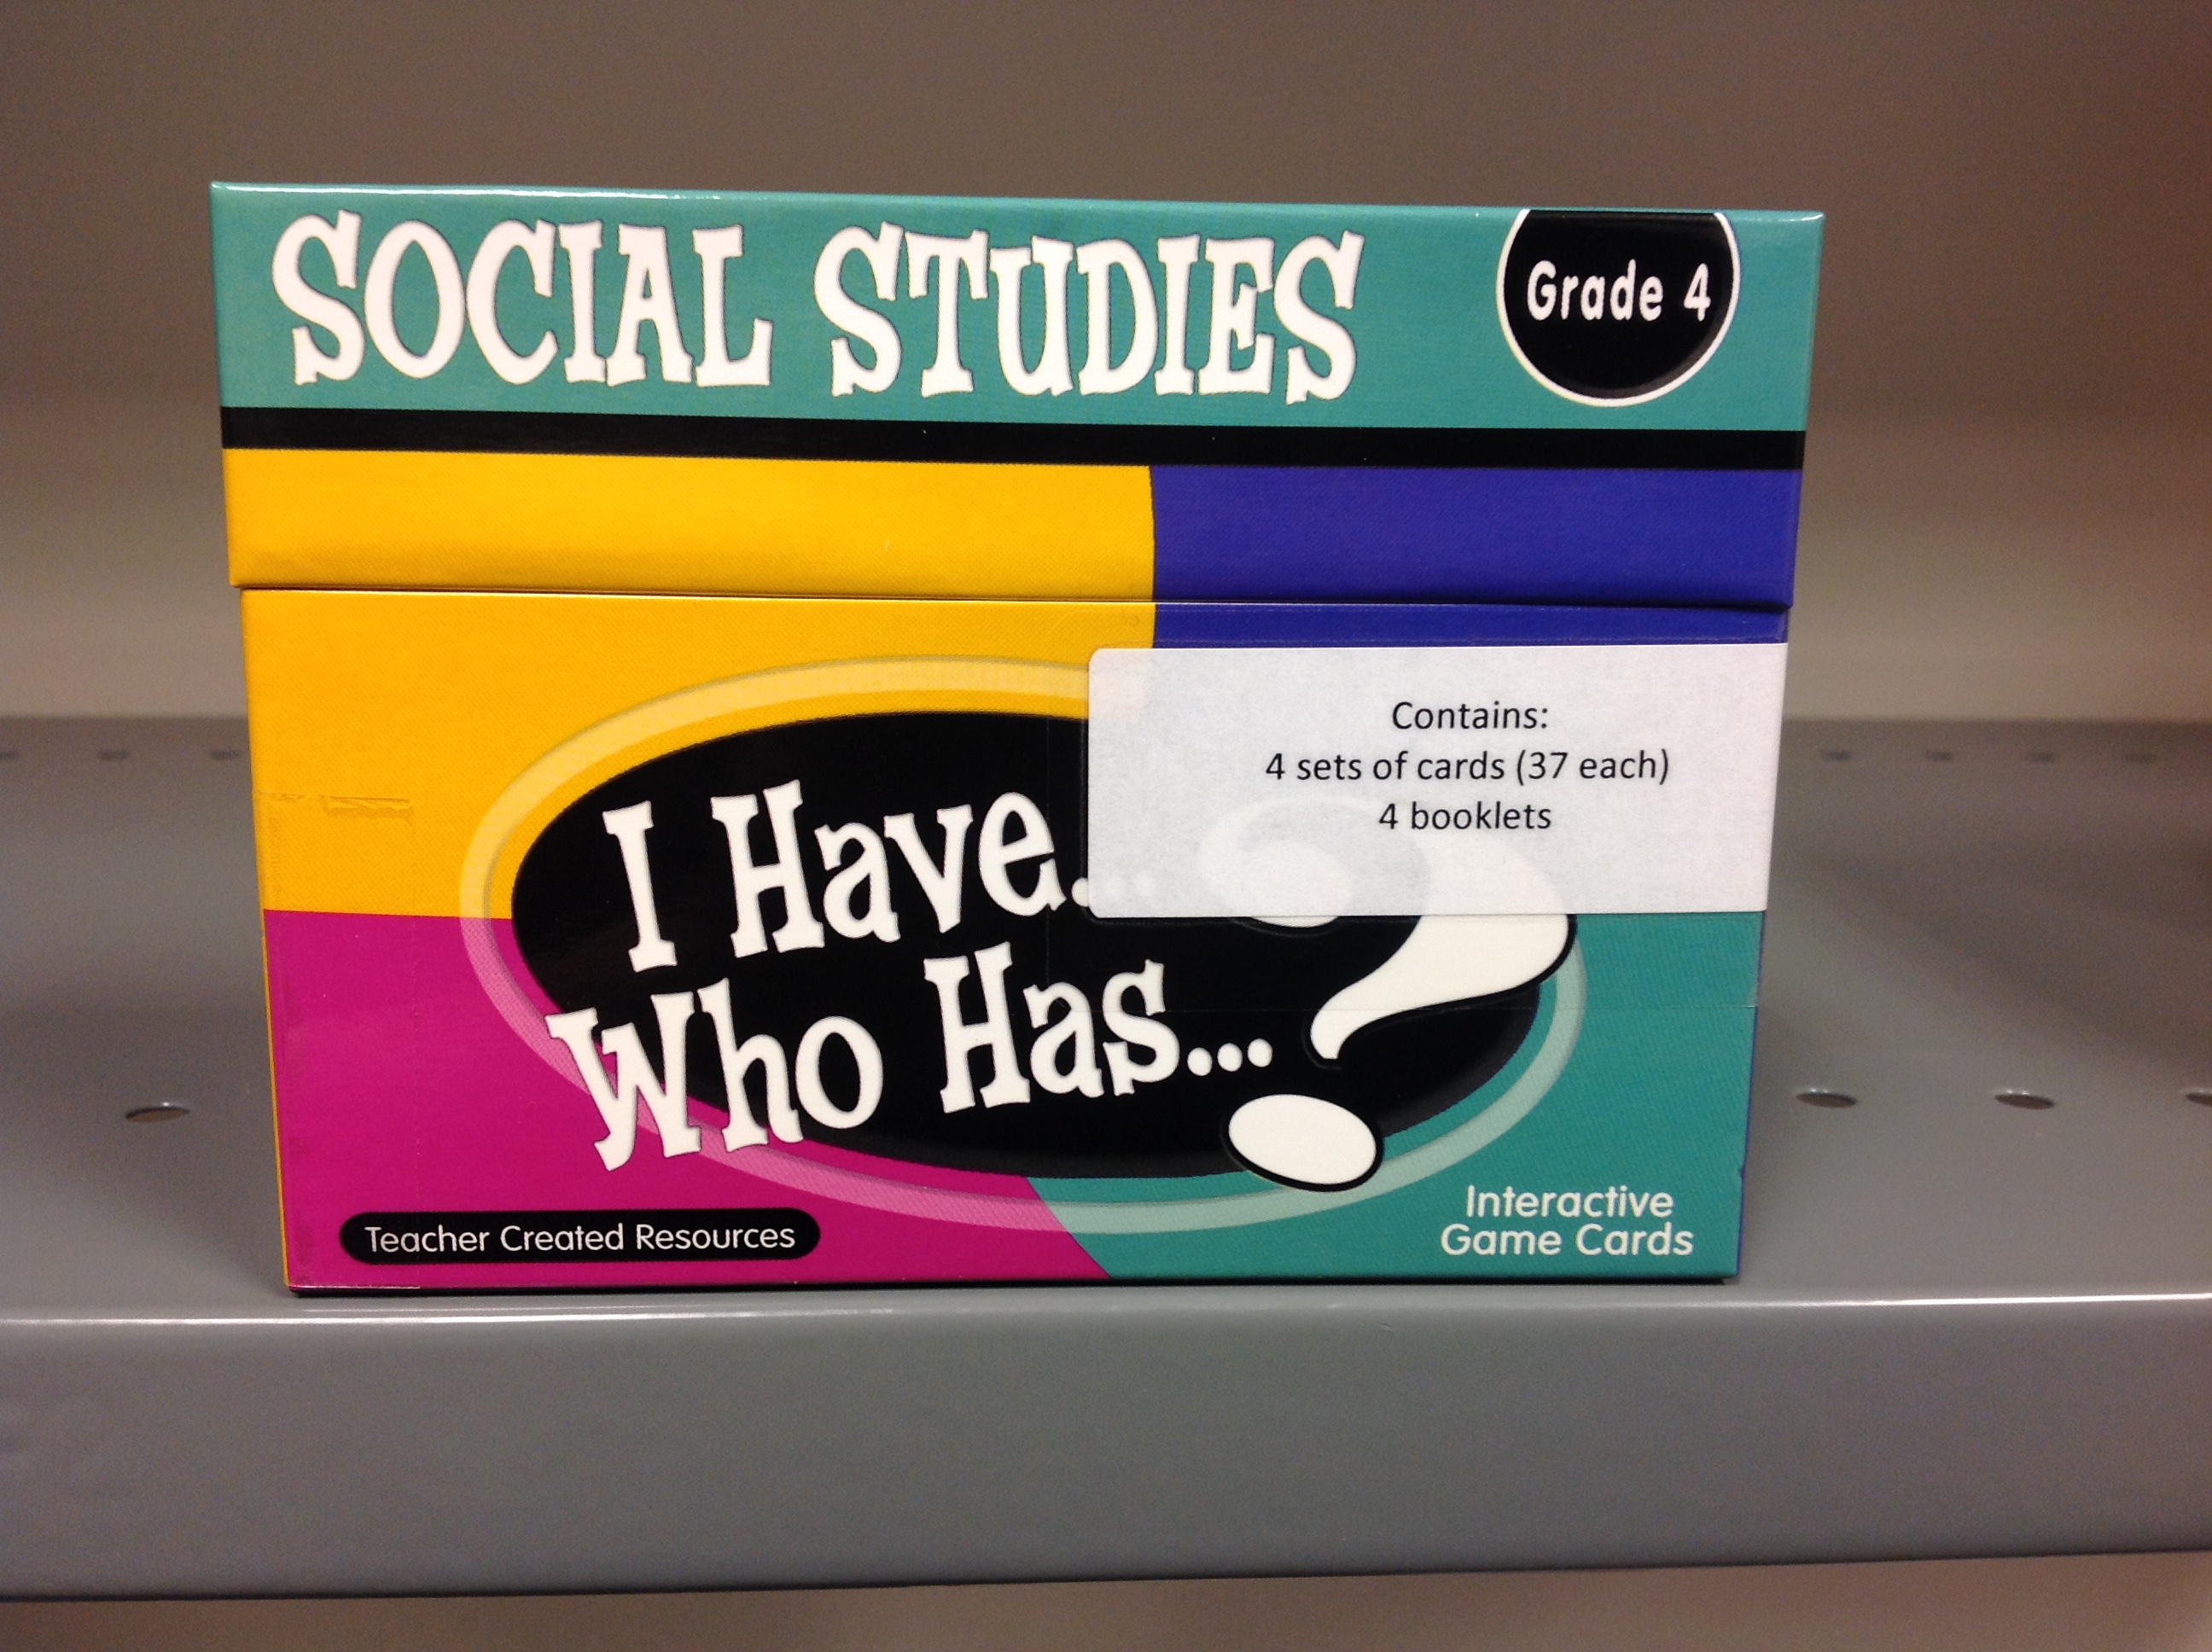 SOCIAL STUDIES
Grade 4
Contains:
4 sets of cards (37 each)
4 booklets
I Have...
Who Has...?
Teacher Created Resources
Interactive
Game Cards